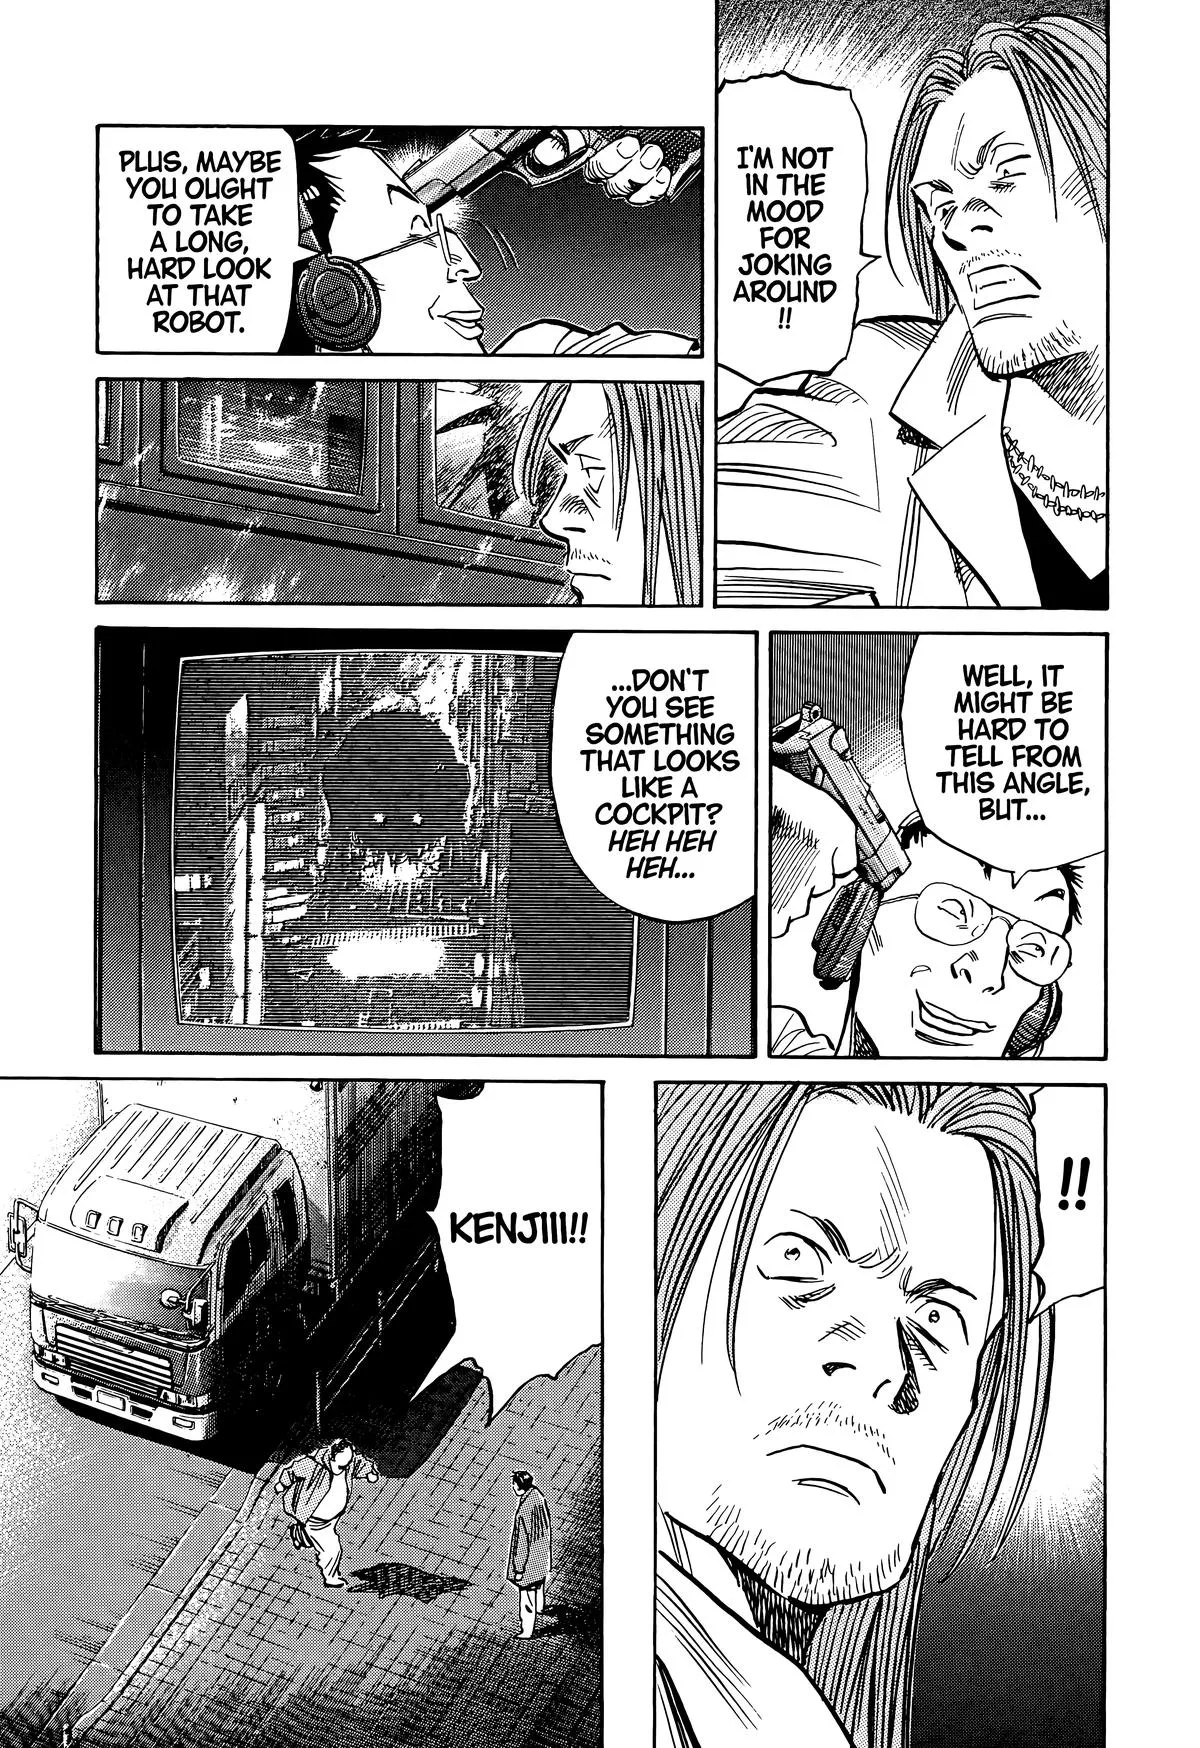 I'M NOT
IN THE
MOOD
FOR
JOKING
AROUND
!!
PLUS, MAYBE
YOU OUGHT
TO TAKE
A LONG,
HARD LOOK
AT THAT
ROBOT.
WELL, IT
MIGHT BE
HARD TO
TELL FROM
THIS ANGLE,
BUT...
...DON'T
YOU SEE
SOMETHING
THAT LOOKS
LIKE A
COCKPIT?
HEH HEH
HEH...
!!
KENJIII!!